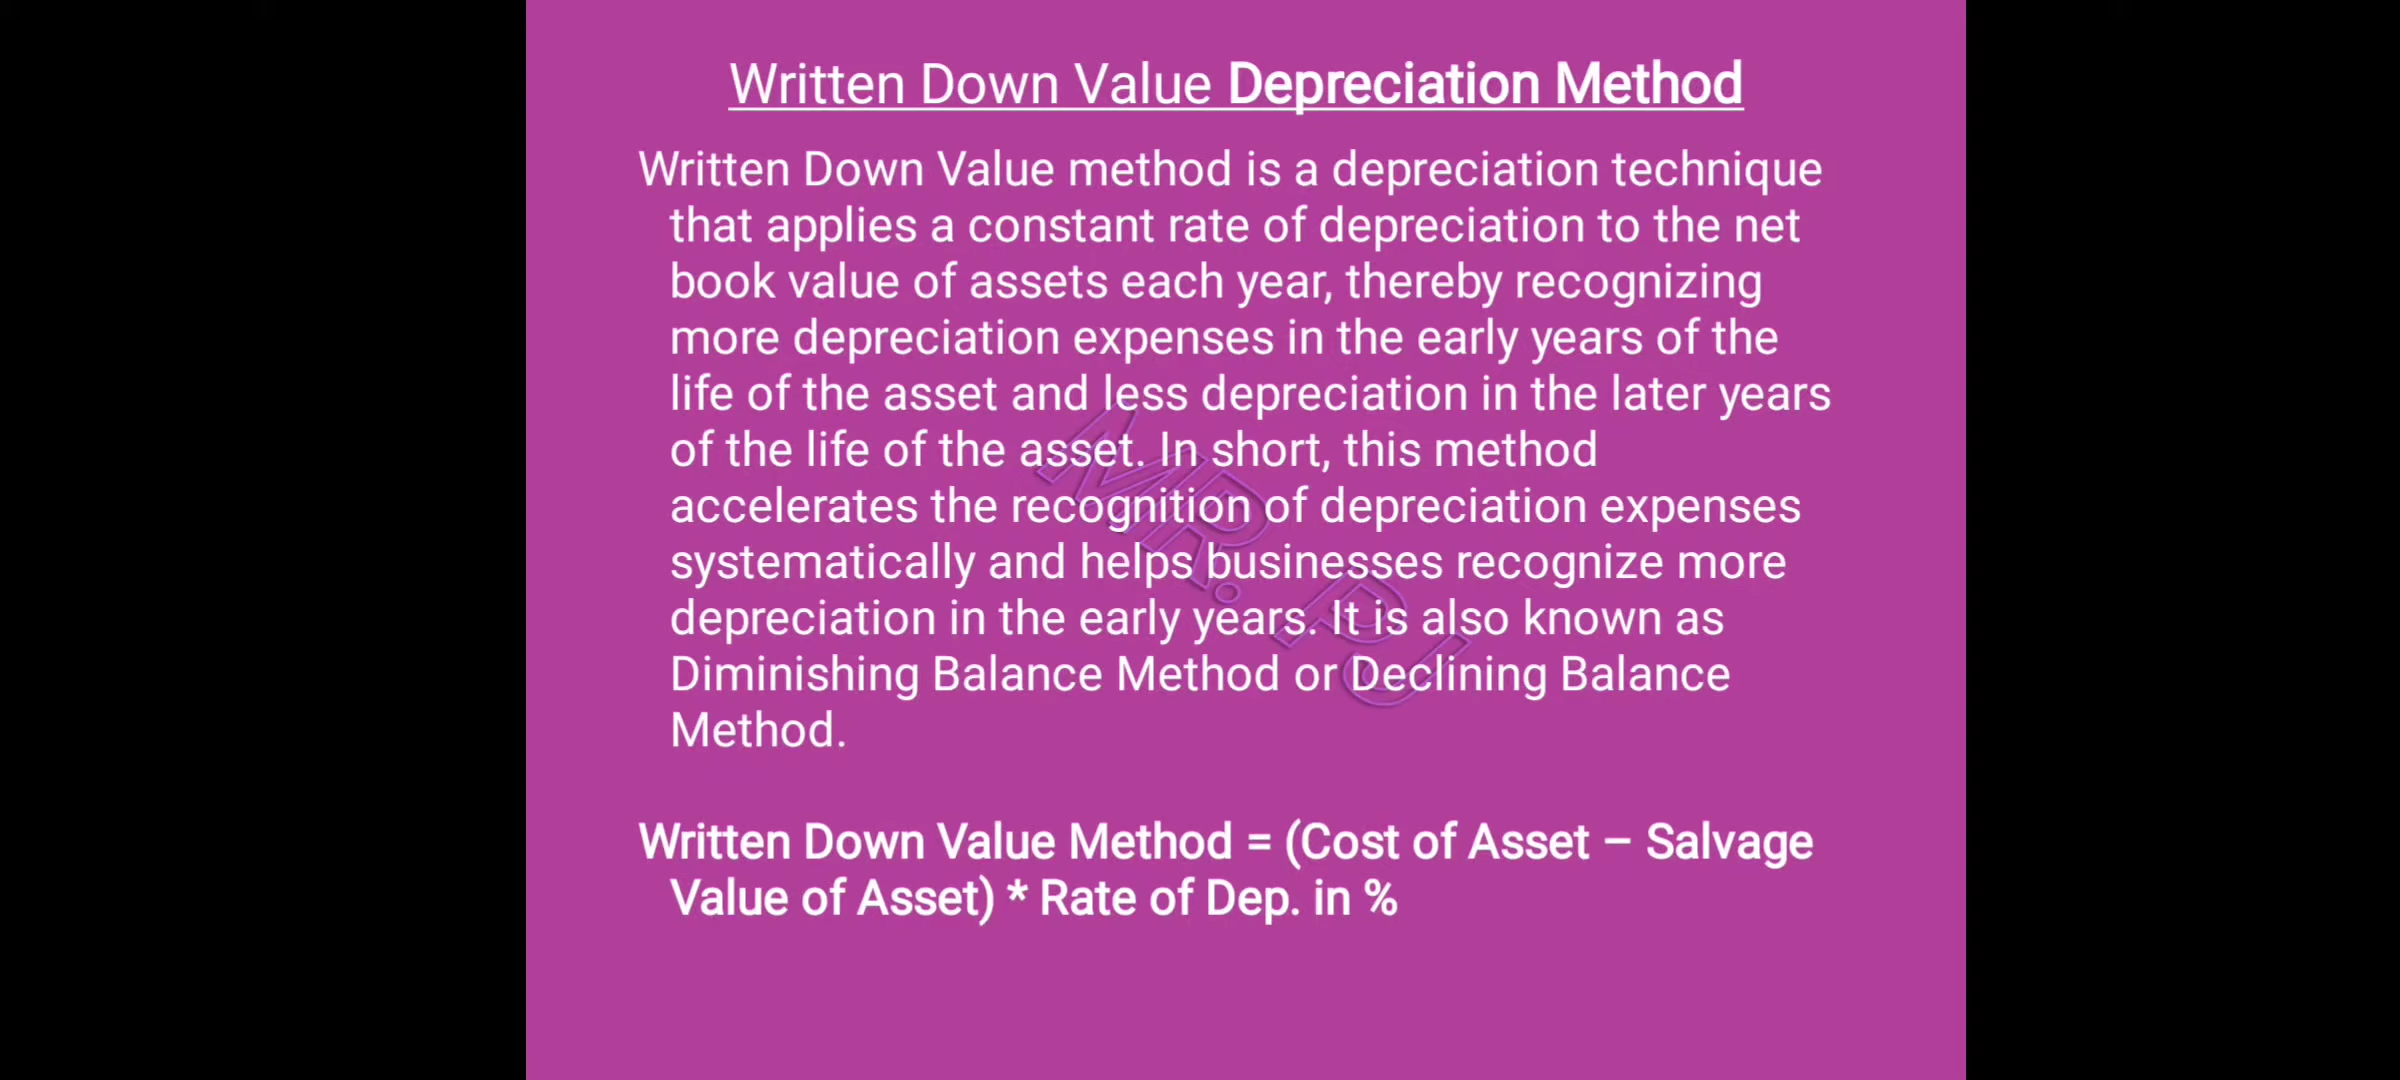 Written Down Value Depreciation Method
Written Down Value method is a depreciation technique
that applies a constant rate of depreciation to the net
book value of assets each year, thereby recognizing
more depreciation expenses in the early years of the
life of the asset and less depreciation in the later years
of the life of the asset. In short, this method
accelerates the recognition of depreciation expenses
systematically and helps businesses recognize more
depreciation in the early years. It is also known as
Diminishing Balance Method or Declining Balance
Method.
Written Down Value Method = (Cost of Asset – Salvage
Value of Asset) * Rate of Dep. in %
MR. PJ